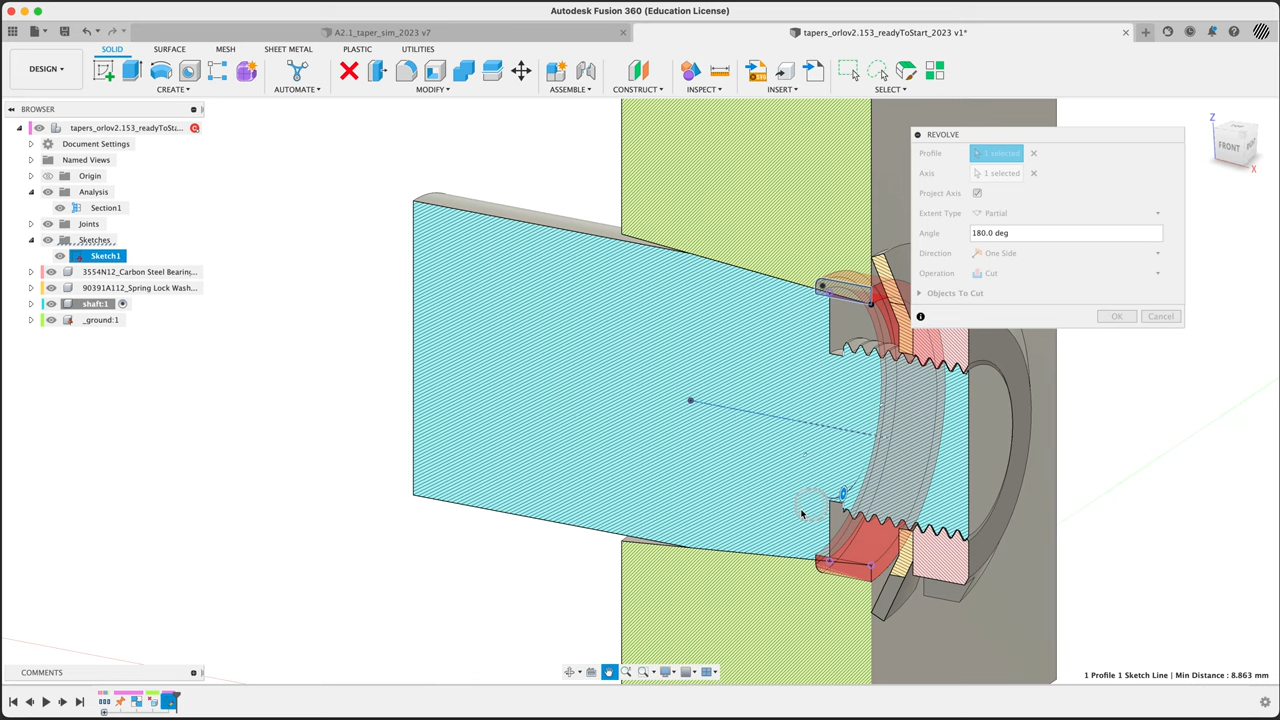 Autodesk Fusion 360 (Education License)
A2.1_taper_sim_2023 v7
tapers_orlov2.153_readyToStart_2023 v1*
SOLID SURFACE MESH SHEET METAL PLASTIC UTILITIES
DESIGN
CREATE AUTOMATE MODIFY ASSEMBLE CONSTRUCT INSPECT INSERT SELECT
BROWSER
tapers_orlov2.153_readyToSta...
Document Settings
Named Views
Origin
Analysis
Section1
Joints
Sketches
Sketch1
3554N12_Carbon Steel Bearing...
90391A112_Spring Lock Wash...
shaft:1
_ground:1
REVOLVE
Profile 1 selected
Axis 1 selected
Project Axis
Extent Type Partial
Angle 180.0 deg
Direction One Side
Operation Cut
Objects To Cut
OK Cancel
Z
FRONT
X
COMMENTS
1 Profile 1 Sketch Line | Min Distance : 8.863 mm